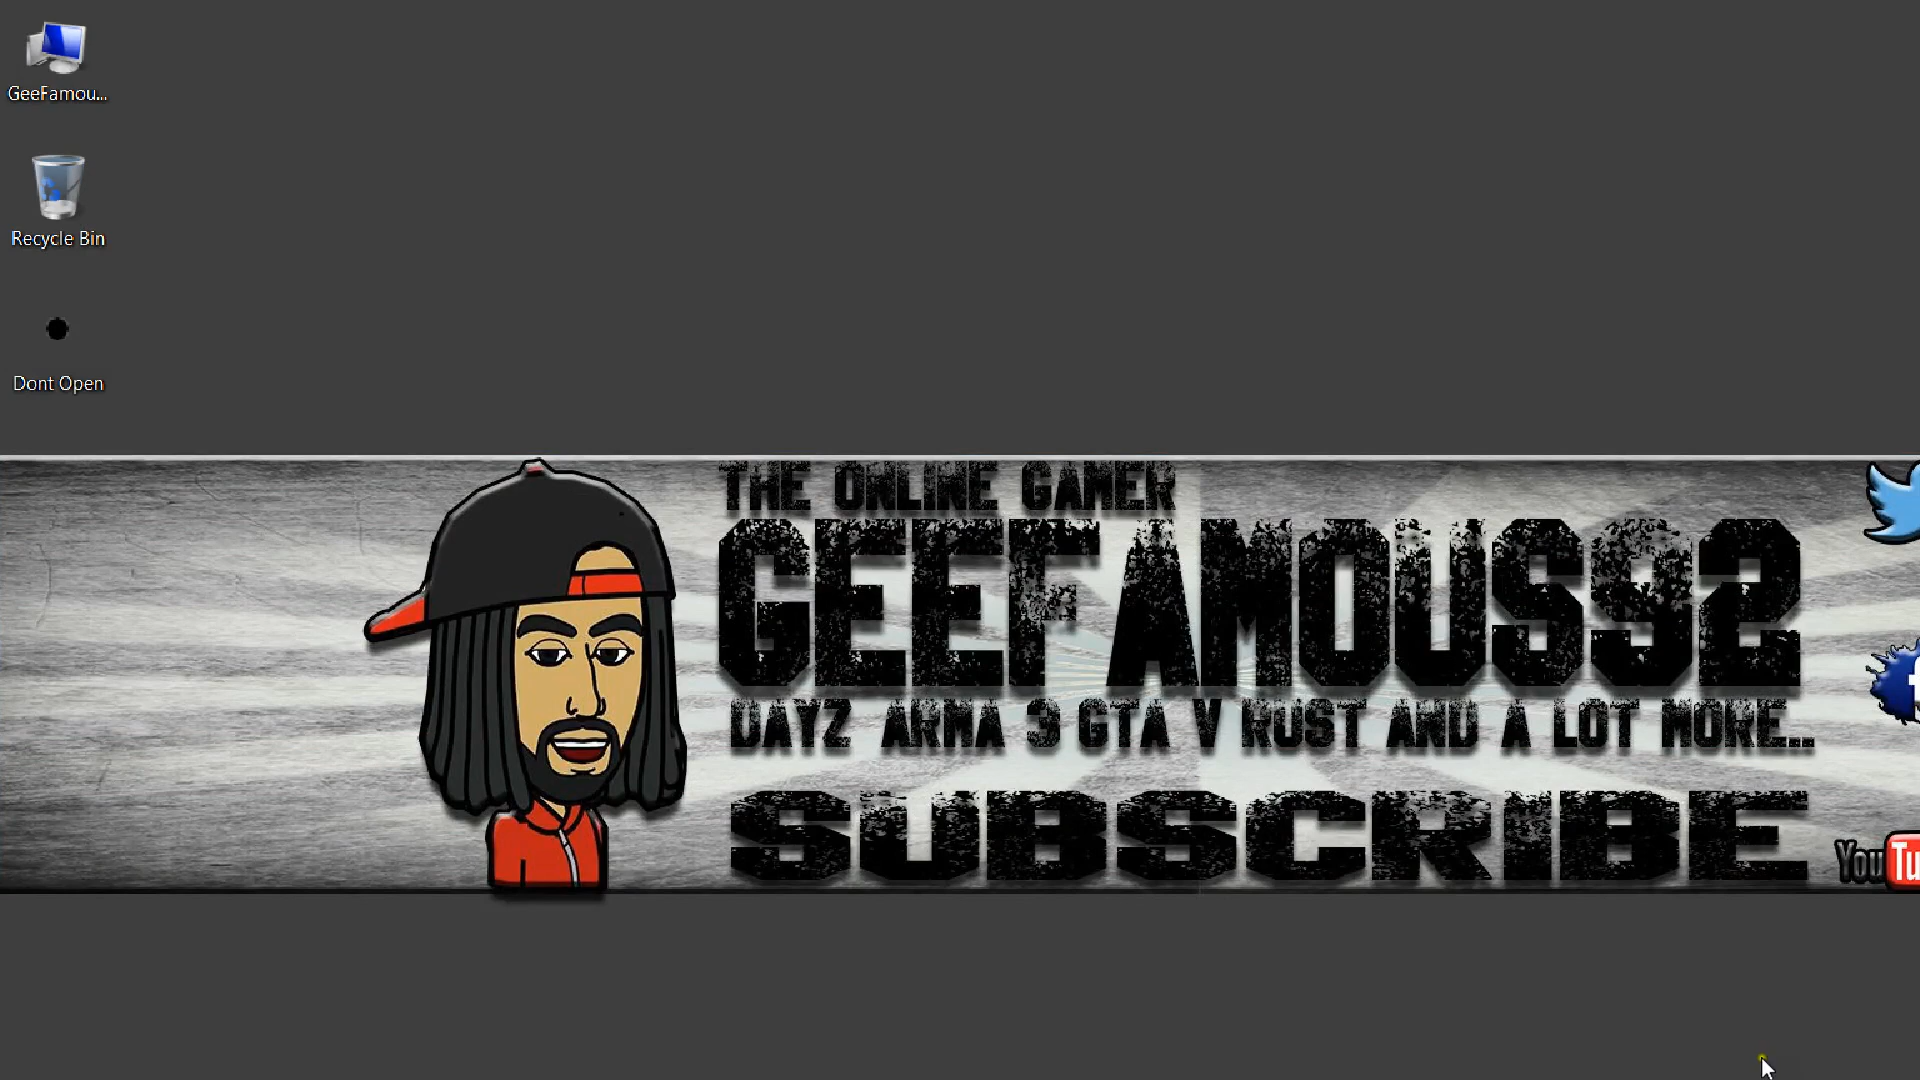 GeeFamou...
Recycle Bin
Dont Open
THE ONLINE GAMER
GEEFAMOUS92
DAYZ ARMA 3 GTA V RUST AND A LOT MORE..
SUBSCRIBE
f
YouTu